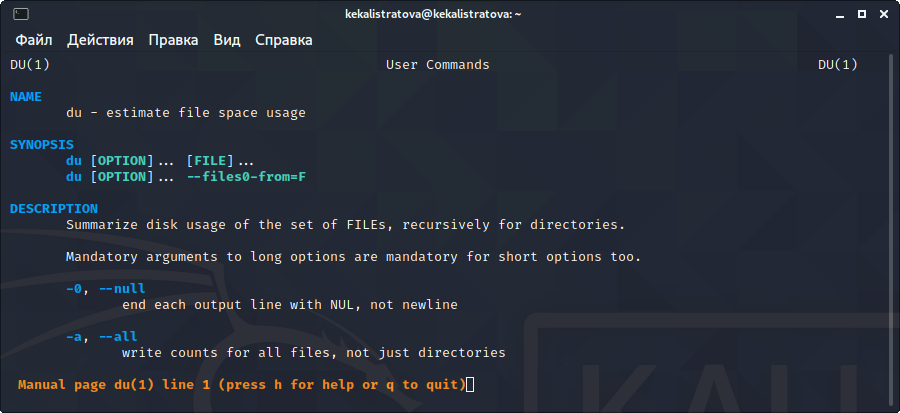 kekalistratova@kekalistratova: ~
Файл Действия Правка Вид Справка
DU(1) User Commands DU(1)
NAME
du - estimate file space usage
SYNOPSIS
du [OPTION]... [FILE]...
du [OPTION]... --files0-from=F
DESCRIPTION
Summarize disk usage of the set of FILEs, recursively for directories.
Mandatory arguments to long options are mandatory for short options too.
-0, --null
end each output line with NUL, not newline
-a, --all
write counts for all files, not just directories
KALI
Manual page du(1) line 1 (press h for help or q to quit)